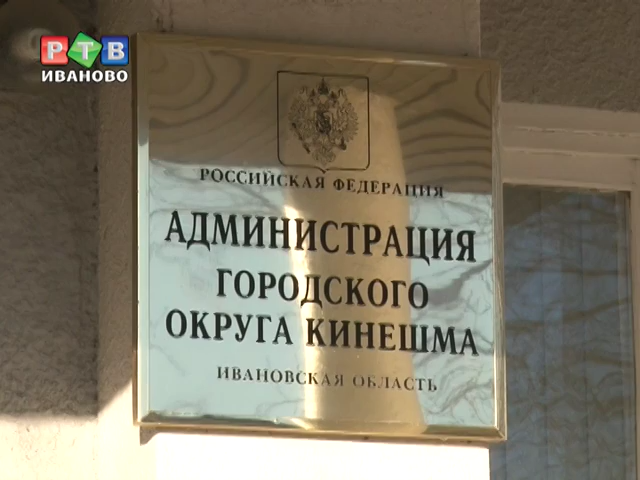 РТВ
ИВАНОВО
РОССИЙСКАЯ ФЕДЕРАЦИЯ
АДМИНИСТРАЦИЯ
ГОРОДСКОГО
ОКРУГА КИНЕШМА
ИВАНОВСКАЯ ОБЛАСТЬ